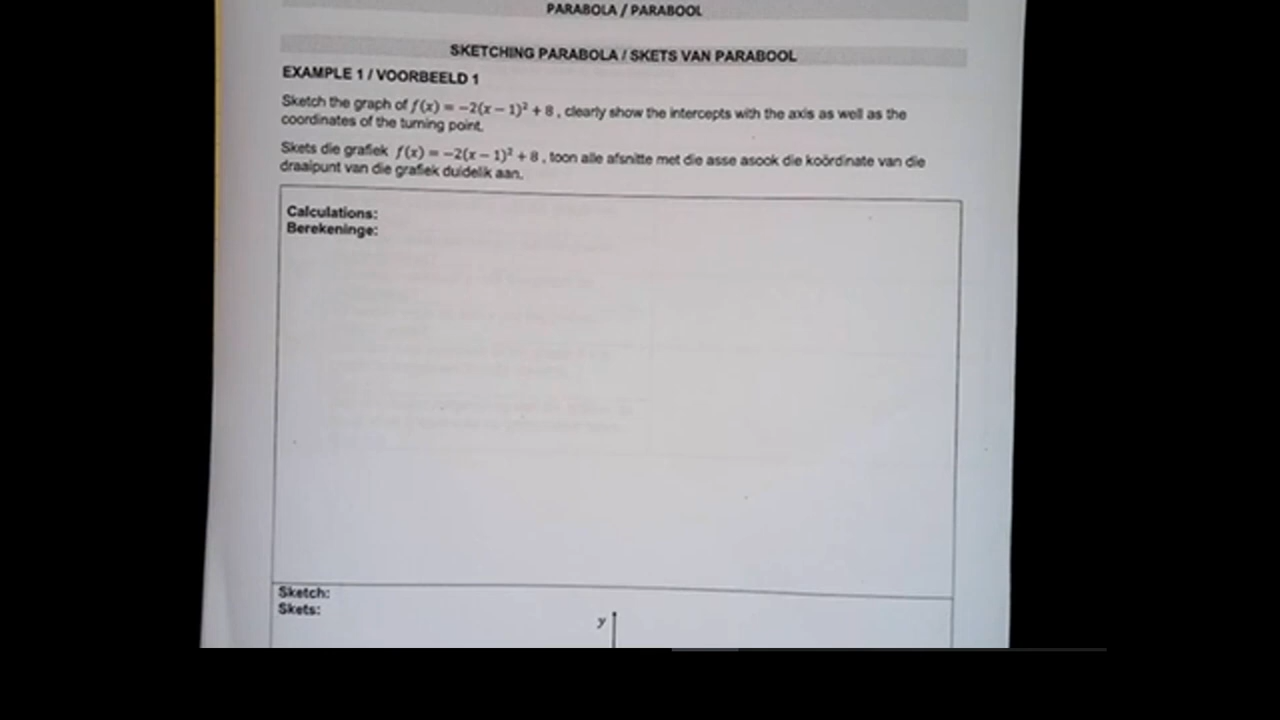 PARABOLA / PARABOOL
SKETCHING PARABOLA / SKETS VAN PARABOOL
EXAMPLE 1 / VOORBEELD 1
Sketch the graph of f(x) = −2(x − 1)² + 8 , clearly show the intercepts with the axis as well as the
coordinates of the turning point.
Skets die grafiek f(x) = −2(x − 1)² + 8 , toon alle afsnitte met die asse asook die koördinate van die
draaipunt van die grafiek duidelik aan.
Calculations:
Berekeninge:
Sketch:
Skets:
y